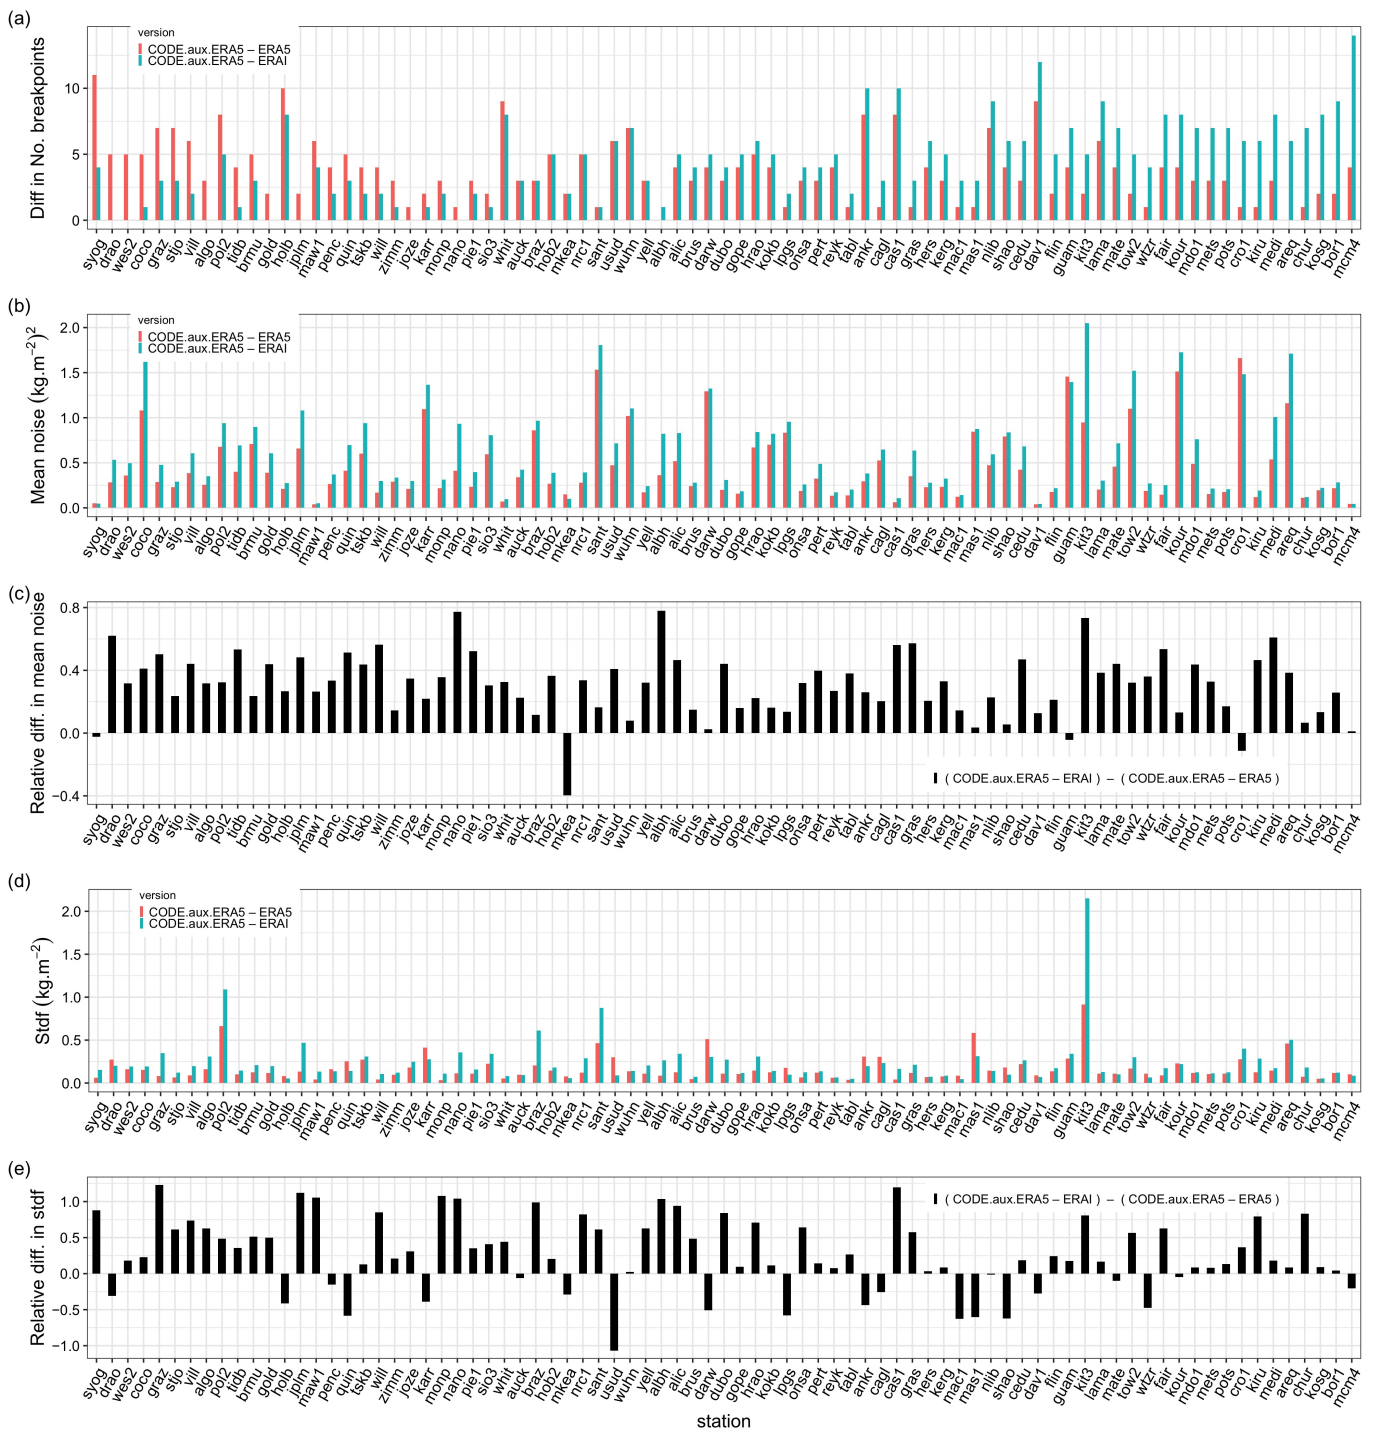 (a)
version
CODE.aux.ERA5 – ERA5
CODE.aux.ERA5 – ERAI
Diff in No. breakpoints
10
5
0
syog drao wes2 coco graz stjo vill algo pol2 tidb brmu gold holb jplm maw1 penc quin tskb will zimm joze karr monp nano pie1 sio3 whit auck braz hob2 mkea nrc1 sant usud wuhn yell albh alic brus darw dubo gope hrao kokb lpgs onsa pert reyk fabl ankr cagl cas1 gras hers kerg mac1 mas1 nlib shao cedu dav1 flin guam kit3 lama mate tow2 wtzr fair kour mdo1 mets pots cro1 kiru medi areq chur kosg bor1 mcm4
(b)
version
CODE.aux.ERA5 – ERA5
CODE.aux.ERA5 – ERAI
Mean noise (kg.m−2)2
2.0
1.5
1.0
0.5
0.0
syog drao wes2 coco graz stjo vill algo pol2 tidb brmu gold holb jplm maw1 penc quin tskb will zimm joze karr monp nano pie1 sio3 whit auck braz hob2 mkea nrc1 sant usud wuhn yell albh alic brus darw dubo gope hrao kokb lpgs onsa pert reyk fabl ankr cagl cas1 gras hers kerg mac1 mas1 nlib shao cedu dav1 flin guam kit3 lama mate tow2 wtzr fair kour mdo1 mets pots cro1 kiru medi areq chur kosg bor1 mcm4
(c)
Relative diff. in mean noise
0.8
0.4
0.0
−0.4
( CODE.aux.ERA5 – ERAI ) – ( CODE.aux.ERA5 – ERA5 )
syog drao wes2 coco graz stjo vill algo pol2 tidb brmu gold holb jplm maw1 penc quin tskb will zimm joze karr monp nano pie1 sio3 whit auck braz hob2 mkea nrc1 sant usud wuhn yell albh alic brus darw dubo gope hrao kokb lpgs onsa pert reyk fabl ankr cagl cas1 gras hers kerg mac1 mas1 nlib shao cedu dav1 flin guam kit3 lama mate tow2 wtzr fair kour mdo1 mets pots cro1 kiru medi areq chur kosg bor1 mcm4
(d)
version
CODE.aux.ERA5 – ERA5
CODE.aux.ERA5 – ERAI
Stdf (kg.m−2)
2.0
1.5
1.0
0.5
0.0
syog drao wes2 coco graz stjo vill algo pol2 tidb brmu gold holb jplm maw1 penc quin tskb will zimm joze karr monp nano pie1 sio3 whit auck braz hob2 mkea nrc1 sant usud wuhn yell albh alic brus darw dubo gope hrao kokb lpgs onsa pert reyk fabl ankr cagl cas1 gras hers kerg mac1 mas1 nlib shao cedu dav1 flin guam kit3 lama mate tow2 wtzr fair kour mdo1 mets pots cro1 kiru medi areq chur kosg bor1 mcm4
(e)
( CODE.aux.ERA5 – ERAI ) – ( CODE.aux.ERA5 – ERA5 )
Relative diff. in stdf
1.0
0.5
0.0
−0.5
−1.0
syog drao wes2 coco graz stjo vill algo pol2 tidb brmu gold holb jplm maw1 penc quin tskb will zimm joze karr monp nano pie1 sio3 whit auck braz hob2 mkea nrc1 sant usud wuhn yell albh alic brus darw dubo gope hrao kokb lpgs onsa pert reyk fabl ankr cagl cas1 gras hers kerg mac1 mas1 nlib shao cedu dav1 flin guam kit3 lama mate tow2 wtzr fair kour mdo1 mets pots cro1 kiru medi areq chur kosg bor1 mcm4
station